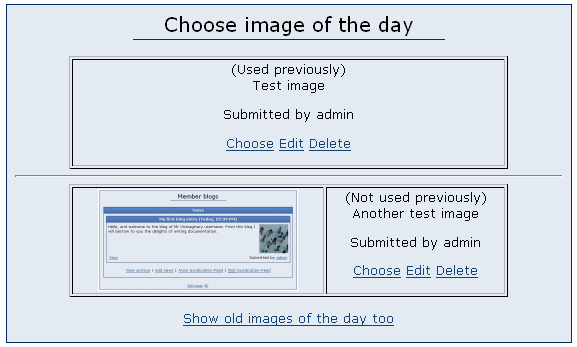 Choose image of the day
(Used previously)
Test image
Submitted by admin
Choose Edit Delete
Member blogs
News
My first blog entry (Today, 02:30 PM)
Hello, and welcome to the blog of Mr Unimaginary username. From this blog I
will bestow to you the delights of writing documentation.
View
Submitted by admin
View archive | Add news | Atom Syndication-Feed | RSS Syndication-Feed
(Not used previously)
Another test image
Submitted by admin
Choose Edit Delete
Show old images of the day too